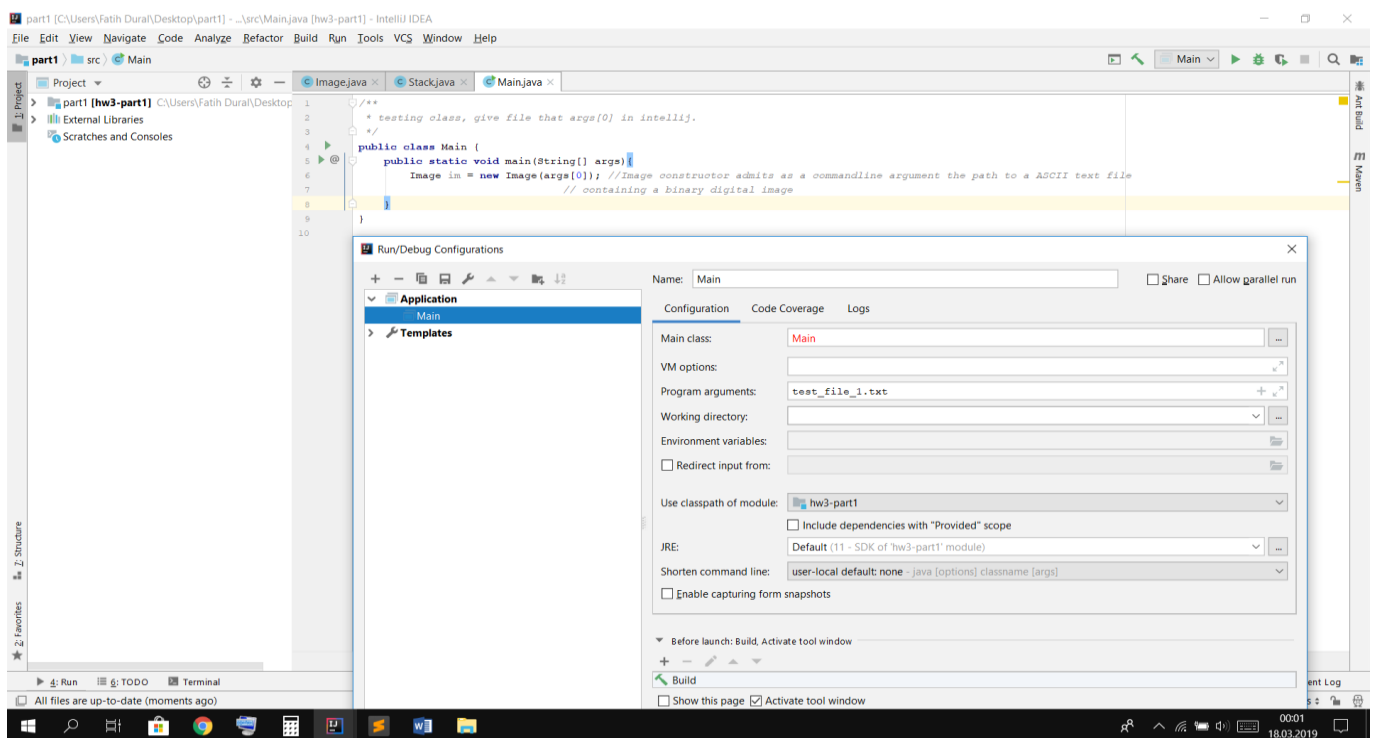 part1 [C:\Users\Fatih Dural\Desktop\part1] - ...\src\Main.java [hw3-part1] - IntelliJ IDEA
File Edit View Navigate Code Analyze Refactor Build Run Tools VCS Window Help
part1 src Main
Main
Project
Image.java Stack.java Main.java
1: Project
part1 [hw3-part1] C:\Users\Fatih Dural\Desktop
External Libraries
Scratches and Consoles
1 /**
2 * testing class, give file that args[0] in intellij.
3 */
4 public class Main {
5 @ public static void main(String[] args){
6 Image im = new Image(args[0]); //Image constructor admits as a commandline argument the path to a ASCII text file
7 // containing a binary digital image
8 }
9 }
10
Ant Build
m Maven
Run/Debug Configurations
Application
Main
Templates
Name: Main
Share Allow parallel run
Configuration Code Coverage Logs
Main class: Main ...
VM options:
Program arguments: test_file_1.txt
Working directory: ...
Environment variables:
Redirect input from:
Use classpath of module: hw3-part1
Include dependencies with "Provided" scope
JRE: Default (11 - SDK of 'hw3-part1' module) ...
Shorten command line: user-local default: none - java [options] classname [args]
Enable capturing form snapshots
Before launch: Build, Activate tool window
Build
Show this page Activate tool window
7: Structure
2: Favorites
4: Run 6: TODO Terminal
ent Log
All files are up-to-date (moments ago)
00:01
18.03.2019